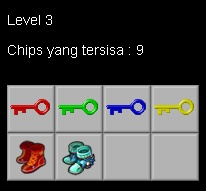 Level 3
Chips yang tersisa : 9